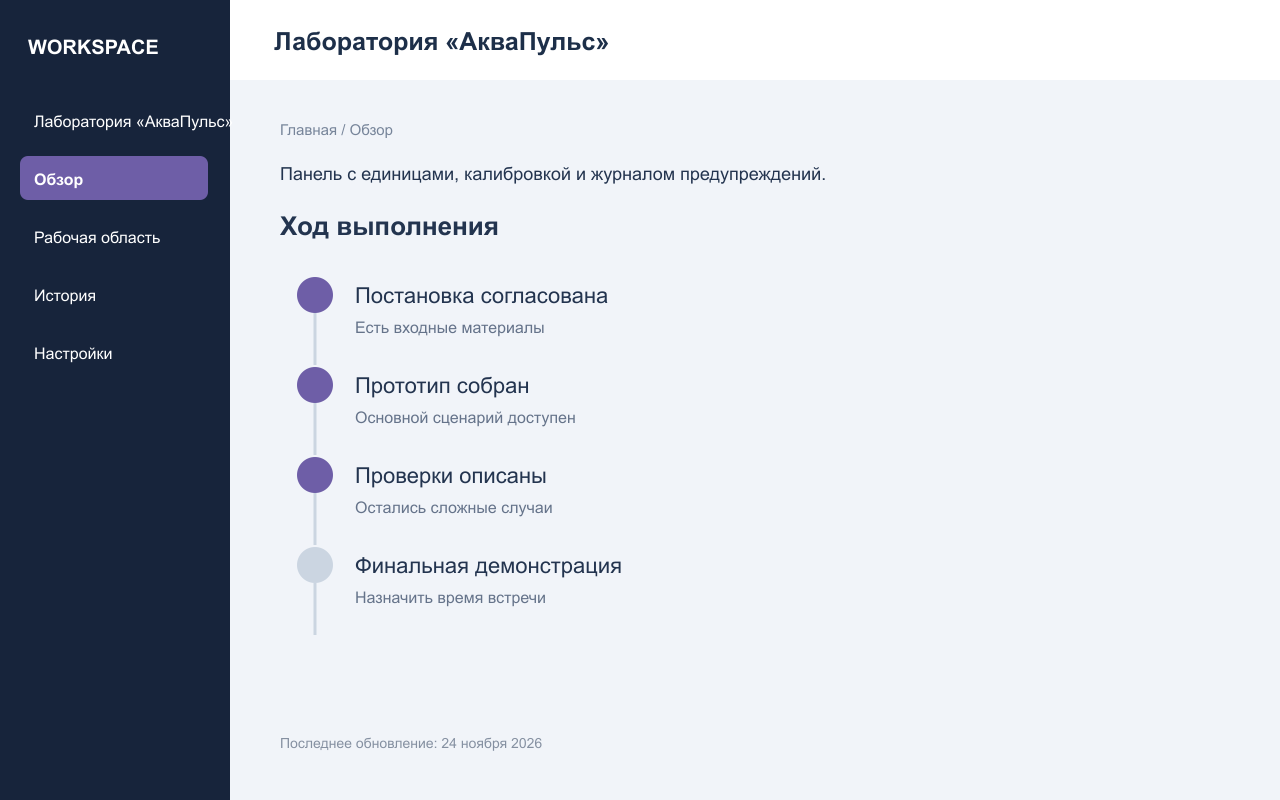 WORKSPACE
Лаборатория «АкваПульс»
Обзор
Рабочая область
История
Настройки
Лаборатория «АкваПульс»
Главная / Обзор
Панель с единицами, калибровкой и журналом предупреждений.
Ход выполнения
Постановка согласована
Есть входные материалы
Прототип собран
Основной сценарий доступен
Проверки описаны
Остались сложные случаи
Финальная демонстрация
Назначить время встречи
Последнее обновление: 24 ноября 2026